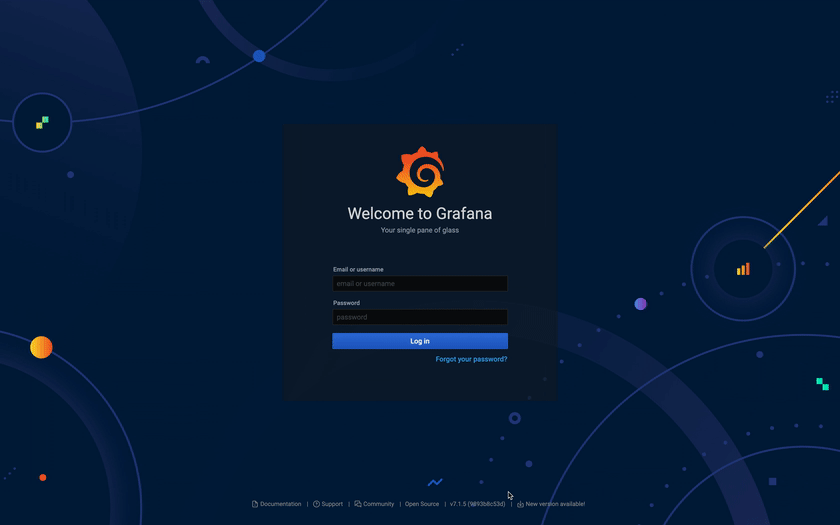 Welcome to Grafana
Your single pane of glass
Email or username
email or username
Password
password
Log in
Forgot your password?
Documentation | Support | Community | Open Source | v7.1.5 (9893b8c53d) | New version available!